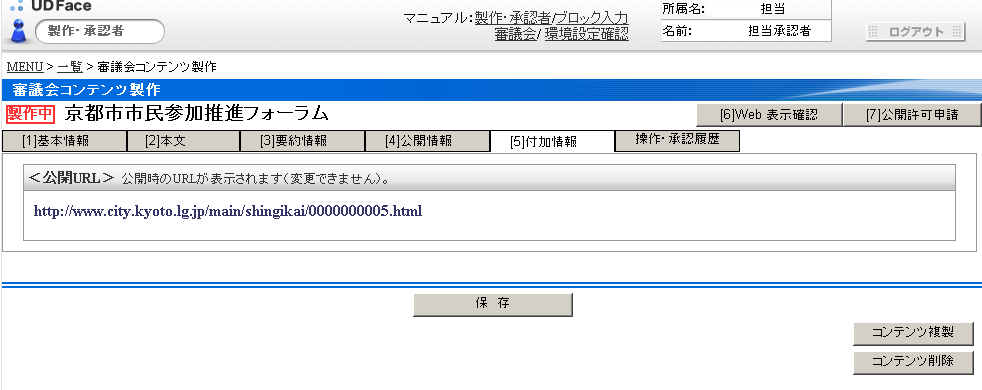 UDFace
製作・承認者
マニュアル:製作・承認者/ブロック入力
審議会/ 環境設定確認
所属名: 担当
名前: 担当承認者
ログアウト
MENU > 一覧 > 審議会コンテンツ製作
審議会コンテンツ製作
製作中 京都市市民参加推進フォーラム
[6]Web 表示確認 [7]公開許可申請
[1]基本情報 [2]本文 [3]要約情報 [4]公開情報 [5]付加情報 操作・承認履歴
<公開URL> 公開時のURLが表示されます(変更できません)。
http://www.city.kyoto.lg.jp/main/shingikai/0000000005.html
保 存
コンテンツ複製
コンテンツ削除